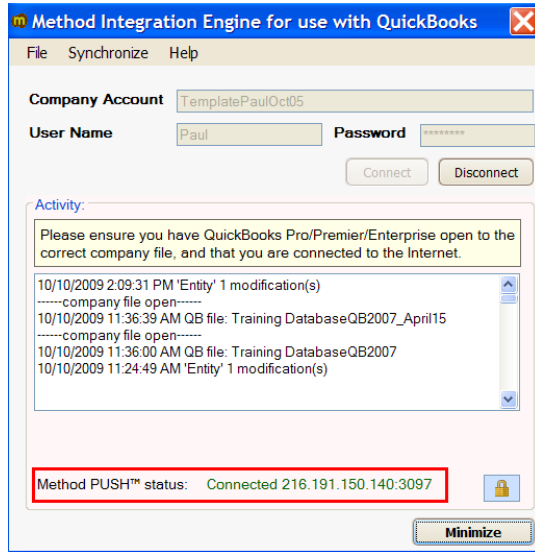 Method Integration Engine for use with QuickBooks
File Synchronize Help
Company Account TemplatePaulOct05
User Name Paul Password ********
Connect Disconnect
Activity:
Please ensure you have QuickBooks Pro/Premier/Enterprise open to the
correct company file, and that you are connected to the Internet.
10/10/2009 2:09:31 PM 'Entity' 1 modification(s)
------company file open------
10/10/2009 11:36:39 AM QB file: Training DatabaseQB2007_April15
------company file open------
10/10/2009 11:36:00 AM QB file: Training DatabaseQB2007
10/10/2009 11:24:49 AM 'Entity' 1 modification(s)
Method PUSH™ status: Connected 216.191.150.140:3097
Minimize